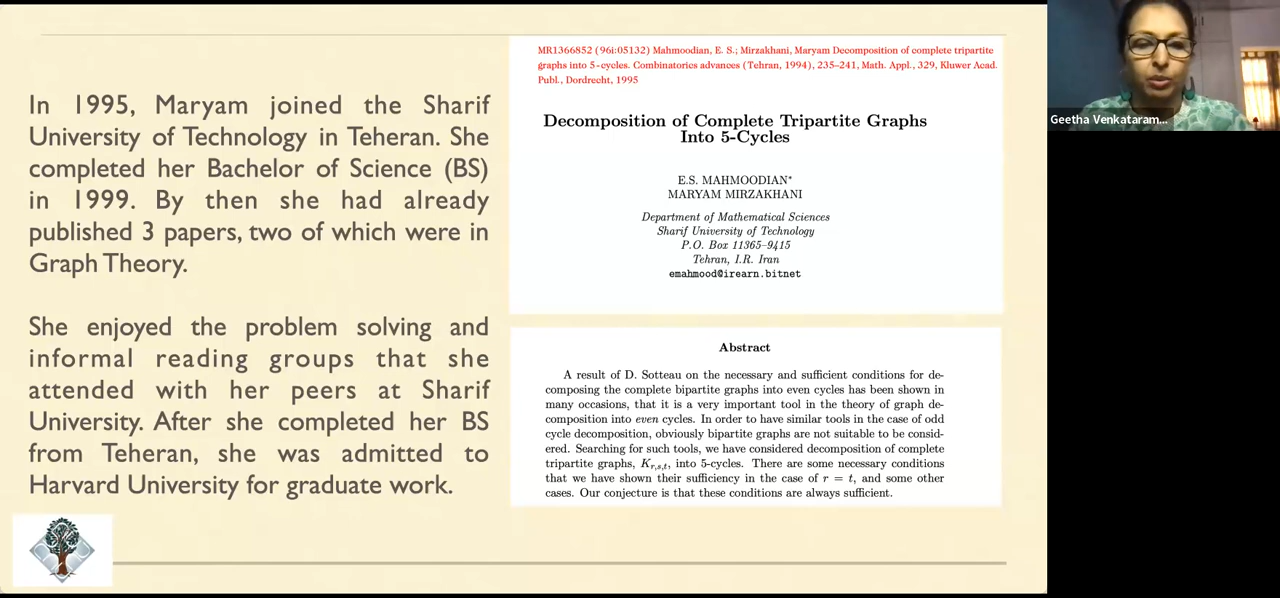 In 1995, Maryam joined the Sharif
University of Technology in Teheran. She
completed her Bachelor of Science (BS)
in 1999. By then she had already
published 3 papers, two of which were in
Graph Theory.
She enjoyed the problem solving and
informal reading groups that she
attended with her peers at Sharif
University. After she completed her BS
from Teheran, she was admitted to
Harvard University for graduate work.
MR1366852 (96i:05132) Mahmoodian, E. S.; Mirzakhani, Maryam Decomposition of complete tripartite
graphs into 5-cycles. Combinatorics advances (Tehran, 1994), 235–241, Math. Appl., 329, Kluwer Acad.
Publ., Dordrecht, 1995
Decomposition of Complete Tripartite Graphs
Into 5-Cycles
E.S. MAHMOODIAN*
MARYAM MIRZAKHANI
Department of Mathematical Sciences
Sharif University of Technology
P.O. Box 11365–9415
Tehran, I.R. Iran
emahmood@irearn.bitnet
Abstract
A result of D. Sotteau on the necessary and sufficient conditions for de-
composing the complete bipartite graphs into even cycles has been shown in
many occasions, that it is a very important tool in the theory of graph de-
composition into even cycles. In order to have similar tools in the case of odd
cycle decomposition, obviously bipartite graphs are not suitable to be consid-
ered. Searching for such tools, we have considered decomposition of complete
tripartite graphs, K_{r,s,t}, into 5-cycles. There are some necessary conditions
that we have shown their sufficiency in the case of r = t, and some other
cases. Our conjecture is that these conditions are always sufficient.
Geetha Venkataram...